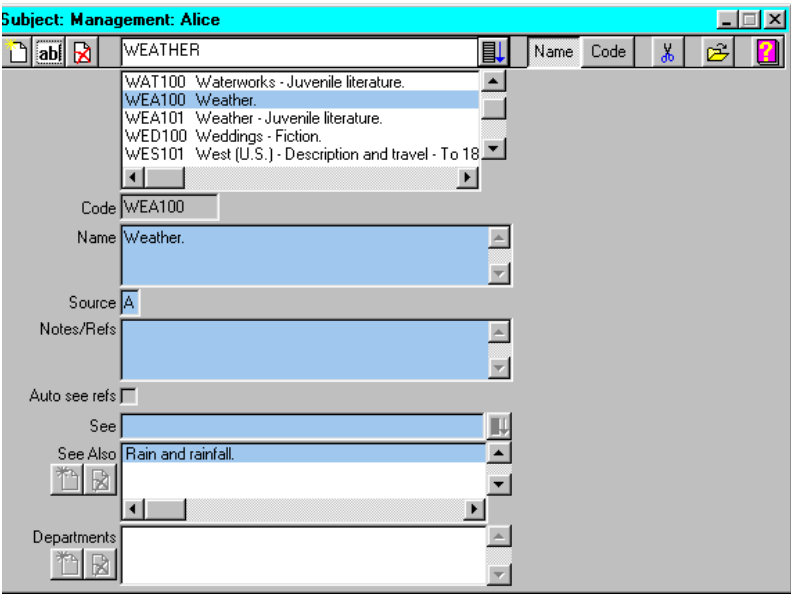 Subject: Management: Alice
ab
WEATHER
Name Code ?
WAT100 Waterworks - Juvenile literature.
WEA100 Weather.
WEA101 Weather - Juvenile literature.
WED100 Weddings - Fiction.
WES101 West (U.S.) - Description and travel - To 18
Code WEA100
Name Weather.
Source A
Notes/Refs
Auto see refs
See
See Also Rain and rainfall.
Departments